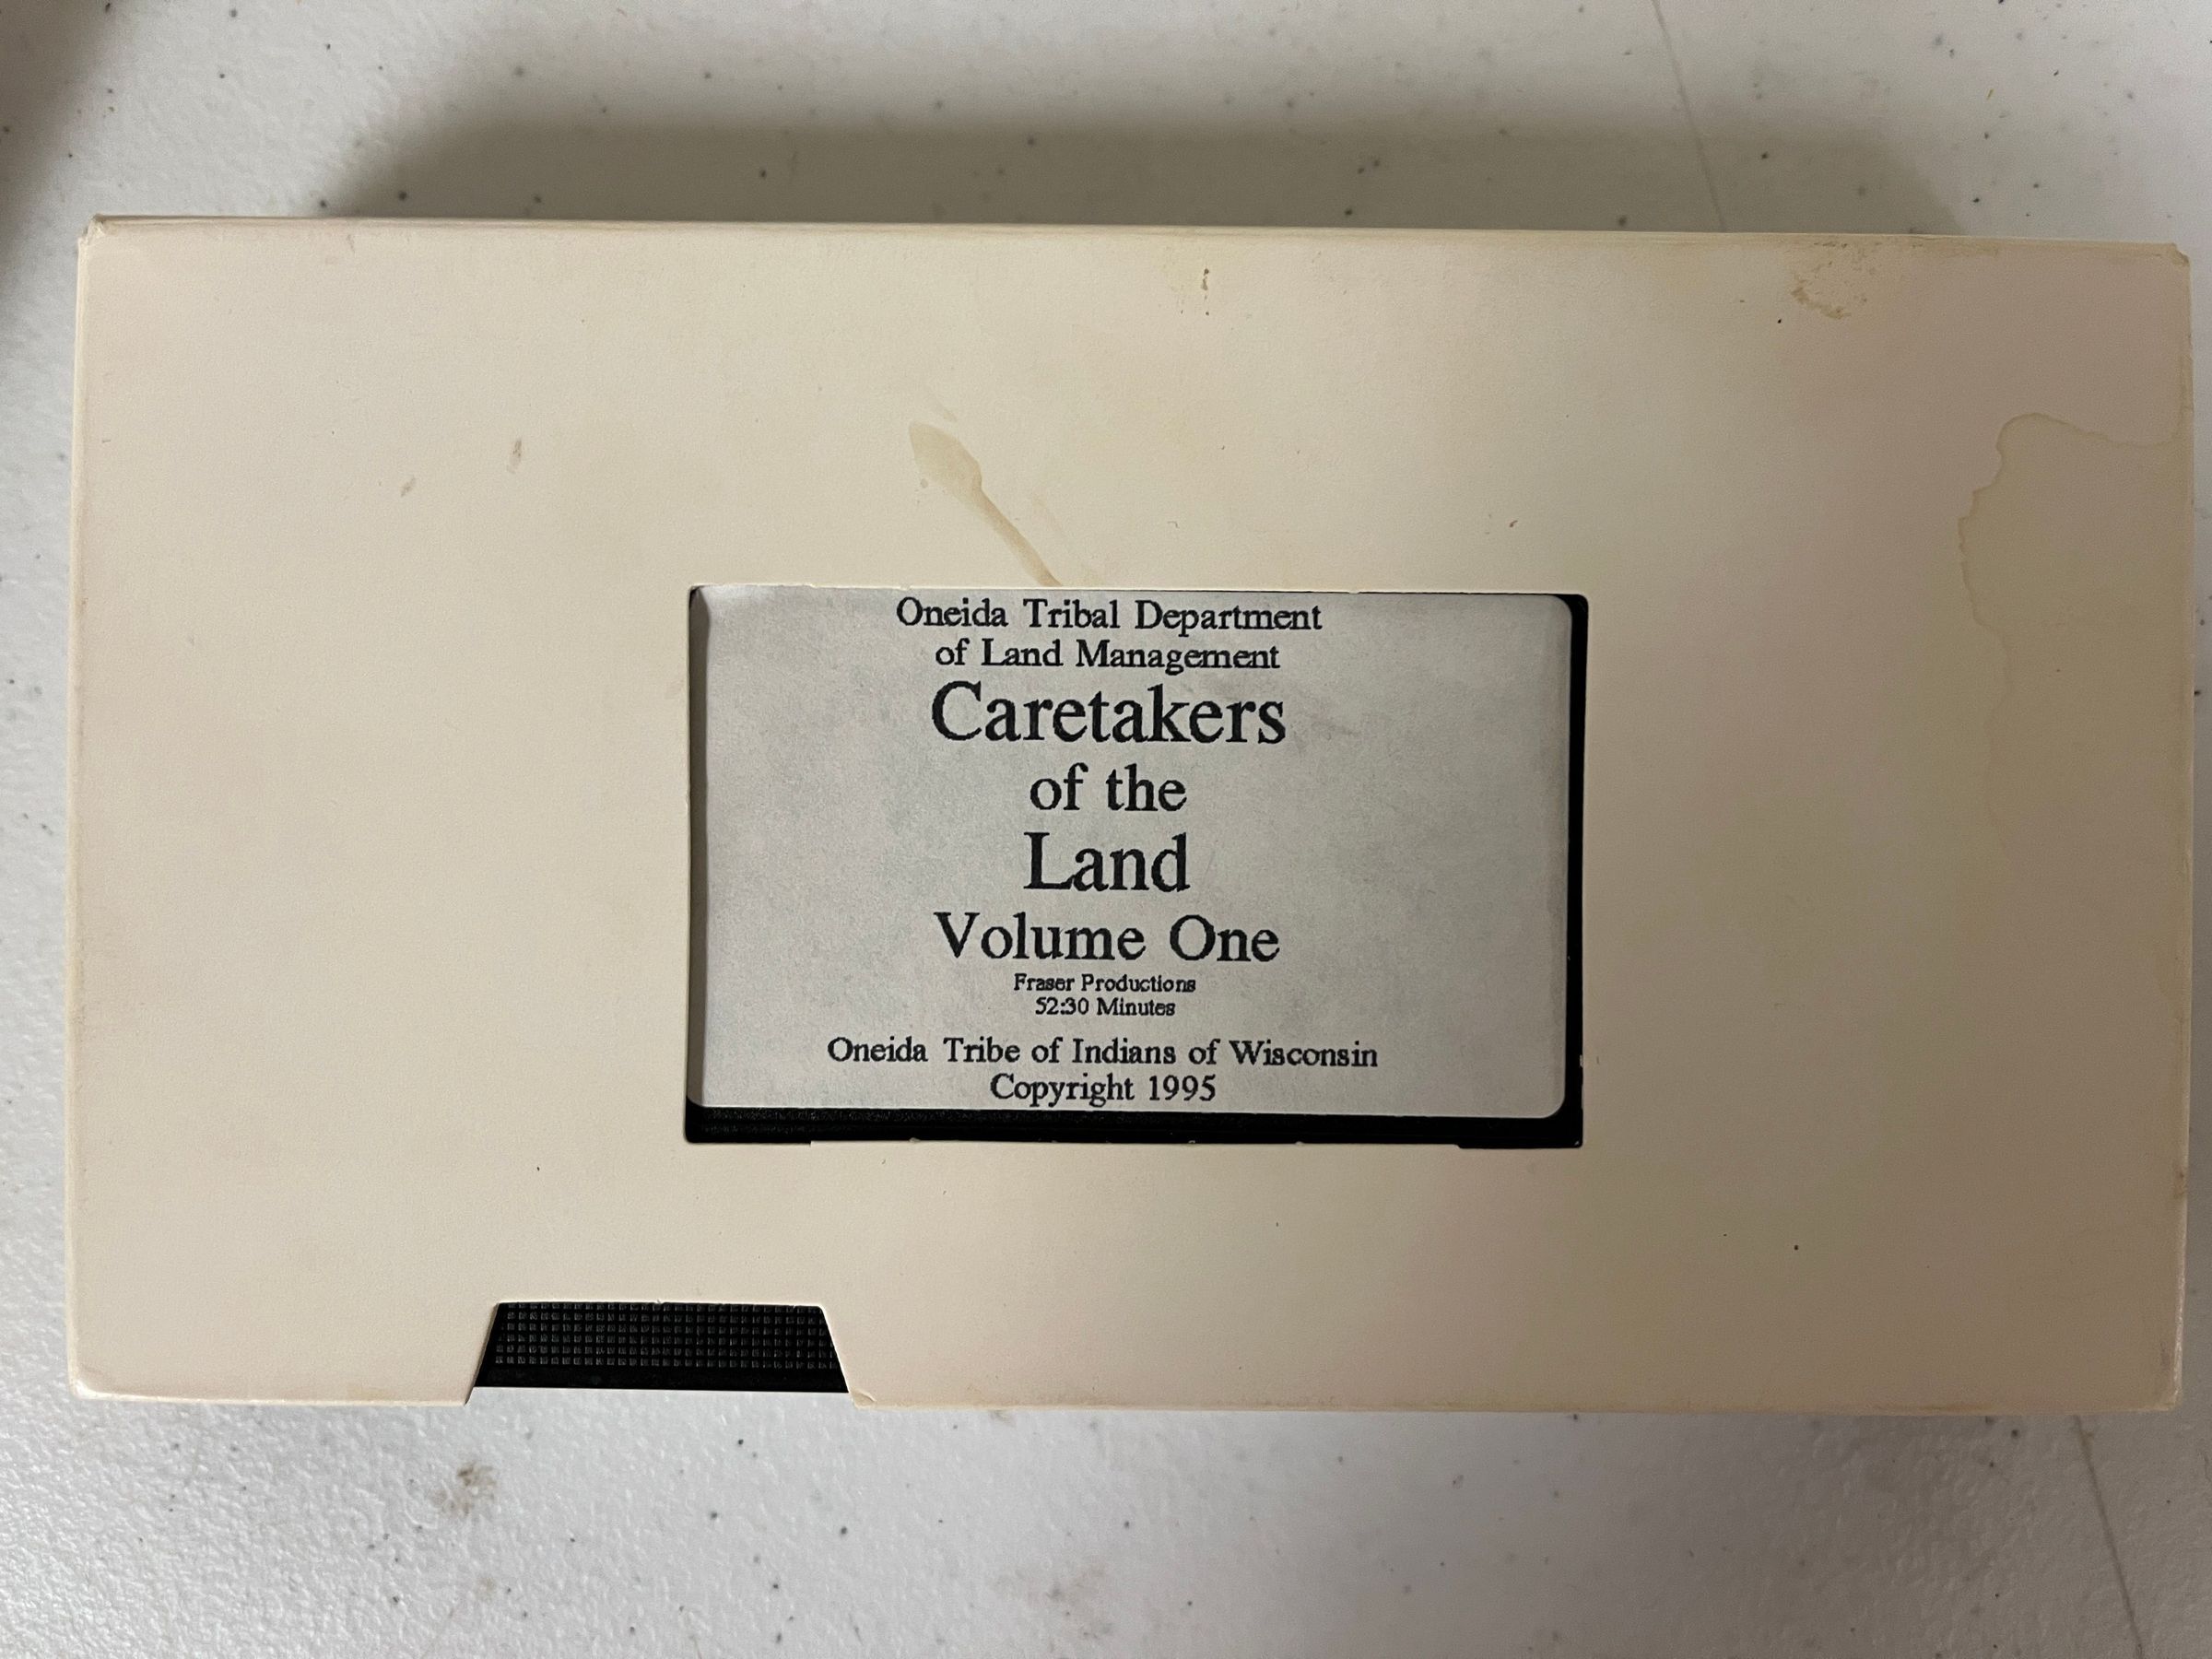 Oneida Tribal Department
of Land Management
Caretakers
of the
Land
Volume One
Fraser Productions
52:30 Minutes
Oneida Tribe of Indians of Wisconsin
Copyright 1995